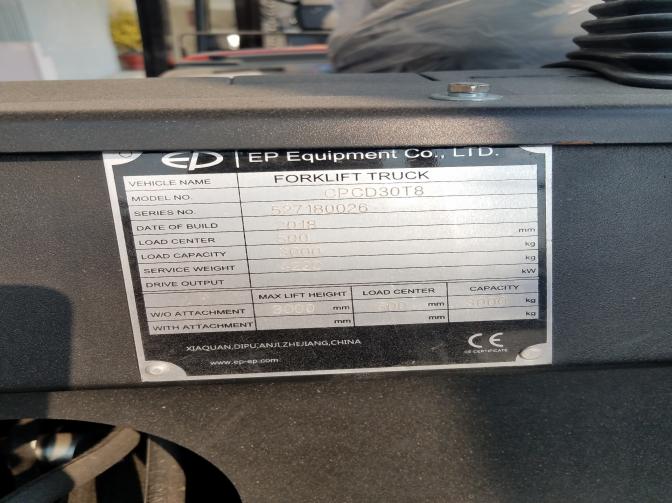 EP | EP Equipment Co., LTD.
VEHICLE NAME FORKLIFT TRUCK
MODEL NO. CPCD30T8
SERIES NO. 527180026
DATE OF BUILD 2018
LOAD CENTER 500 mm
LOAD CAPACITY 3000 kg
SERVICE WEIGHT kg
DRIVE OUTPUT kW
MAX LIFT HEIGHT LOAD CENTER CAPACITY
W/O ATTACHMENT 3000 mm 500 mm 3000 kg
WITH ATTACHMENT mm mm kg
XIAQUAN,DIPU,ANJI,ZHEJIANG,CHINA
www.ep-ep.com
CE
CE CERTIFICATE